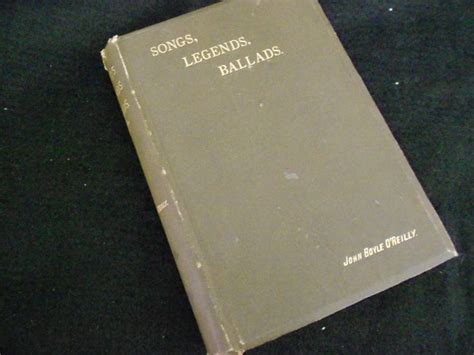 SONGS,
LEGENDS,
BALLADS.
JOHN BOYLE O'REILLY.